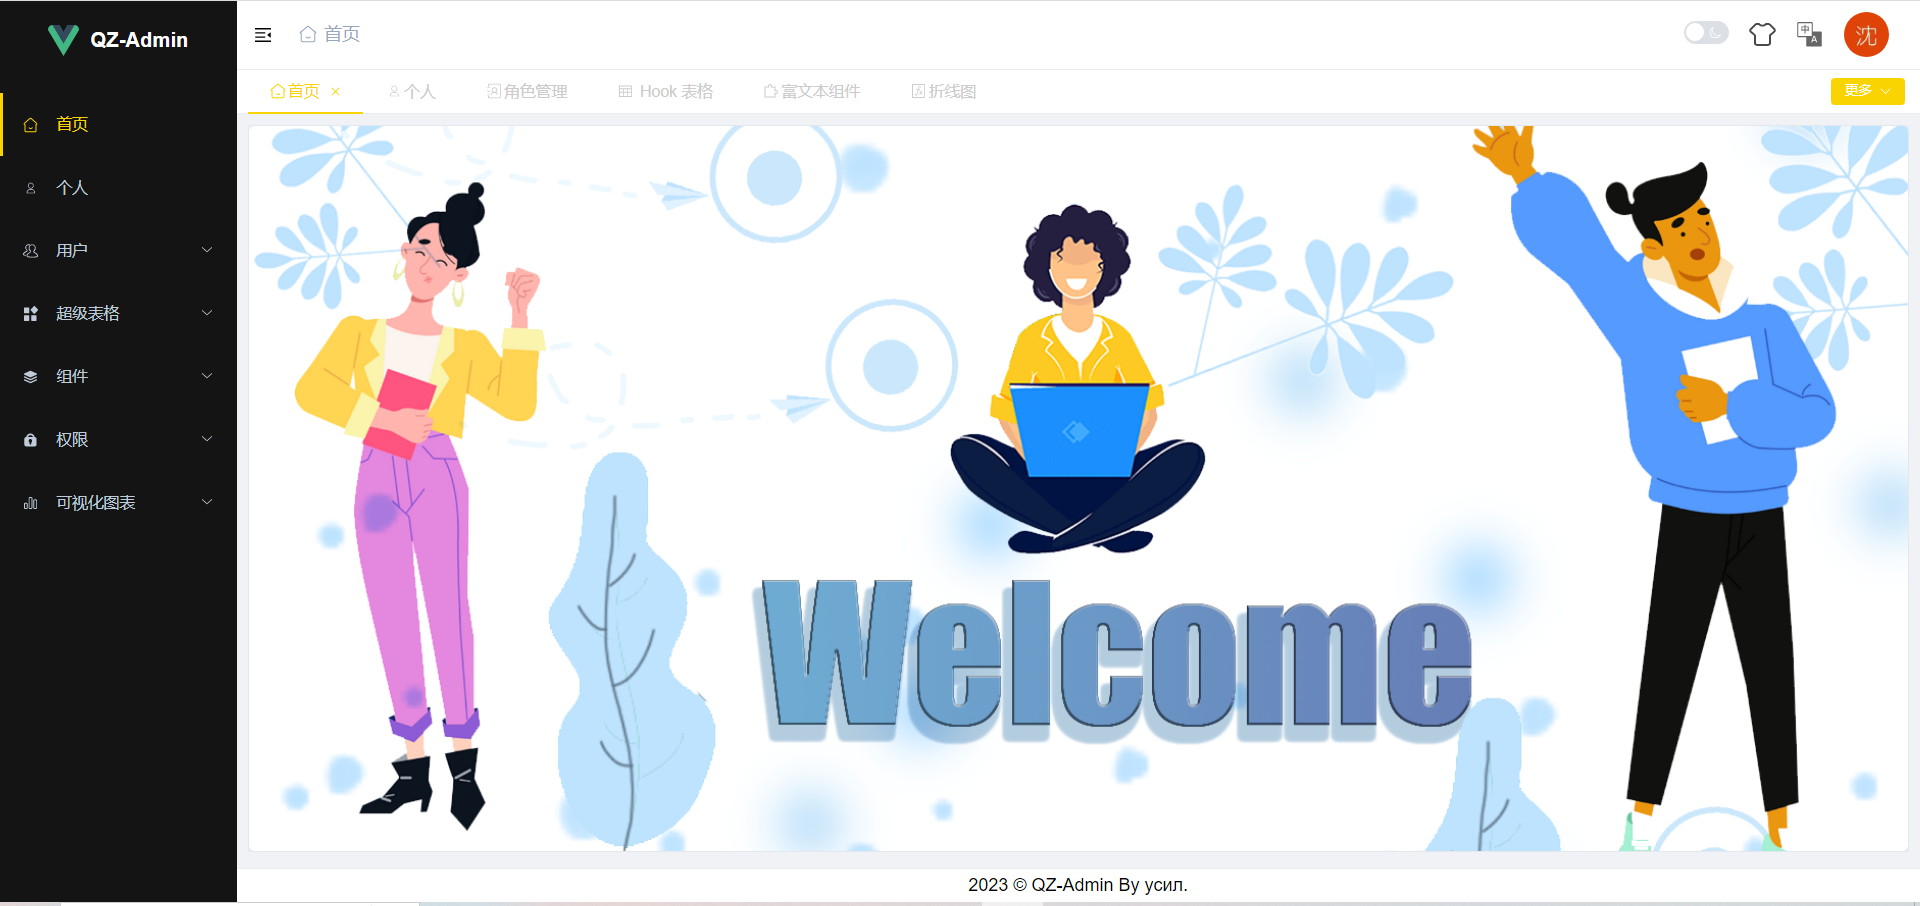 QZ-Admin
首页
个人
用户
超级表格
组件
权限
可视化图表
首页
中
A
沈
首页
个人
角色管理
Hook 表格
富文本组件
折线图
更多
Welcome
2023 © QZ-Admin By усил.